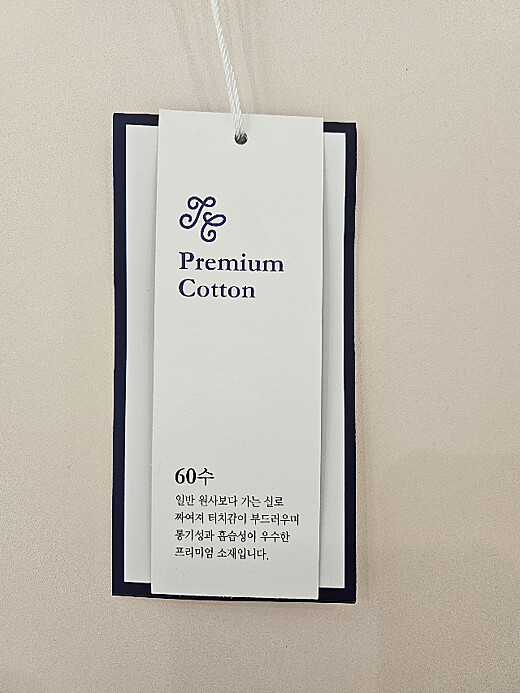 Premium
Cotton
60수
일반 원사보다 가는 실로
짜여져 터치감이 부드러우며
통기성과 흡습성이 우수한
프리미엄 소재입니다.